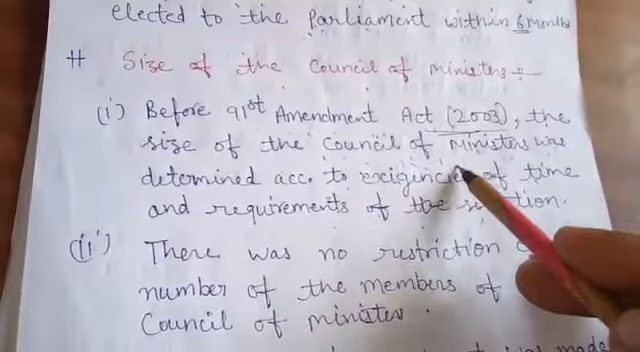 elected to the Parliament within 6 months
# Size of the Council of ministers :-
(i) Before 91st Amendment Act (2003), the
size of the Council of Ministers was
determined acc. to exigencies of time
and requirements of the
(ii) There was no restriction
number of the members of
Council of minister .
made